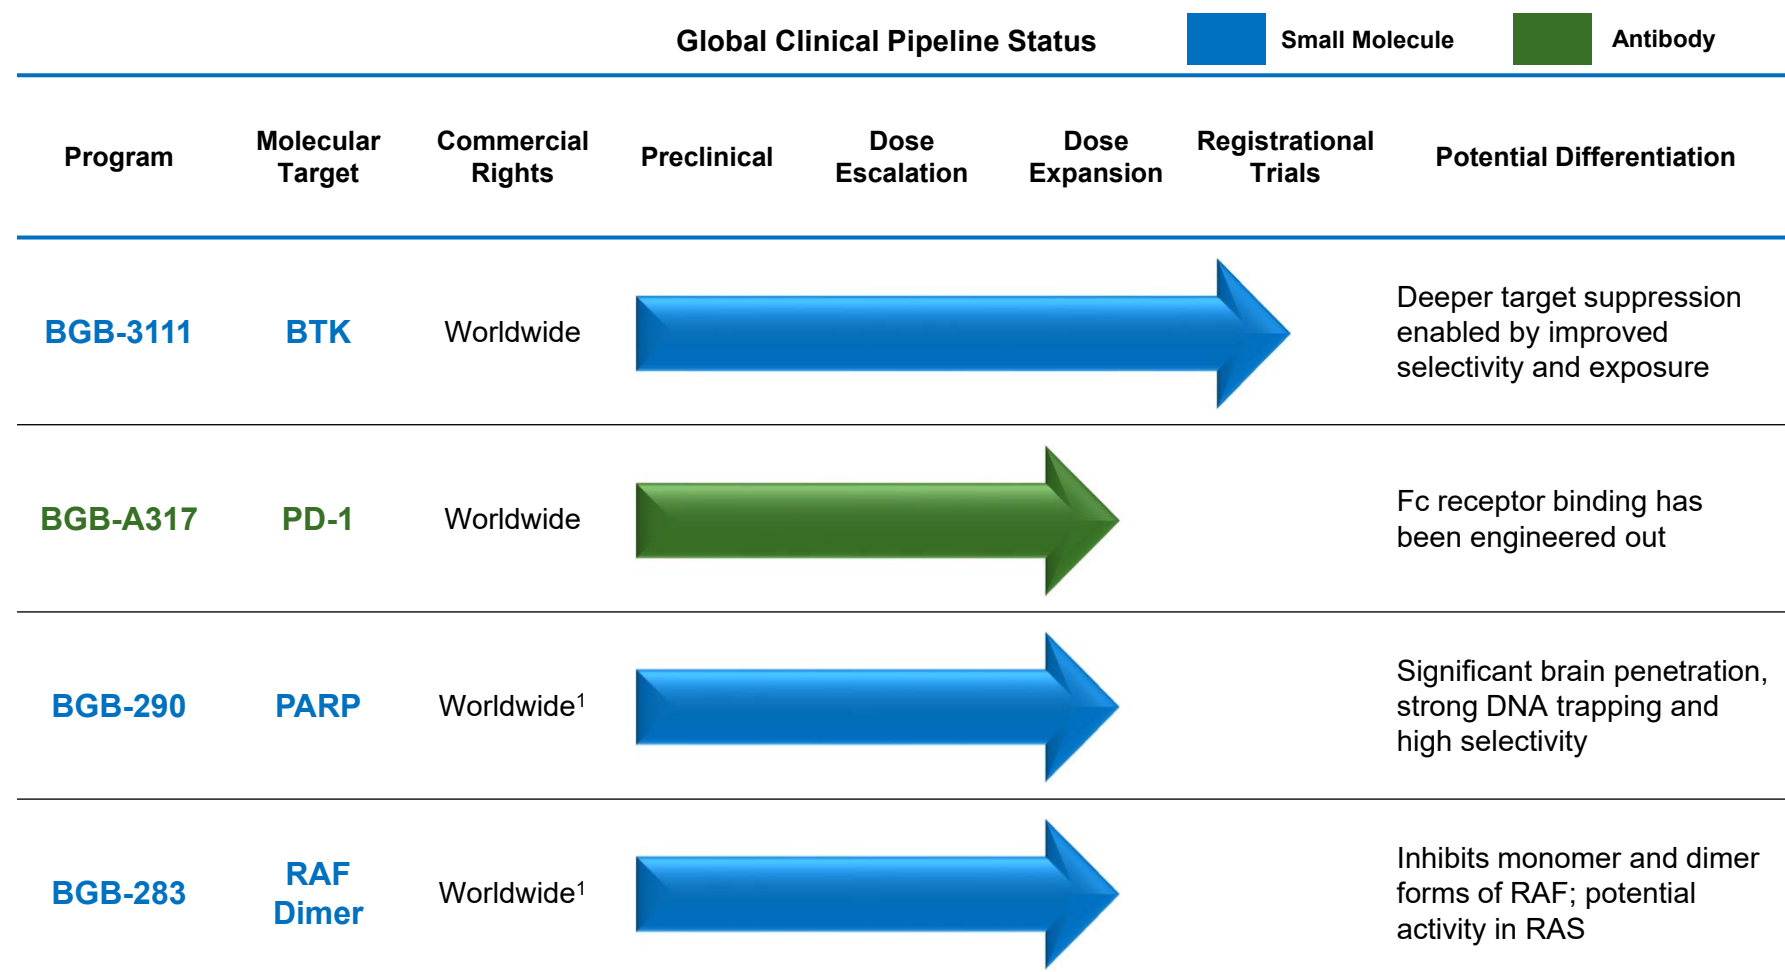 Global Clinical Pipeline Status
Small Molecule
Antibody
Program
Molecular
Target
Commercial
Rights
Preclinical
Dose
Escalation
Dose
Expansion
Registrational
Trials
Potential Differentiation
BGB-3111
BTK
Worldwide
Deeper target suppression
enabled by improved
selectivity and exposure
BGB-A317
PD-1
Worldwide
Fc receptor binding has
been engineered out
BGB-290
PARP
Worldwide¹
Significant brain penetration,
strong DNA trapping and
high selectivity
BGB-283
RAF
Dimer
Worldwide¹
Inhibits monomer and dimer
forms of RAF; potential
activity in RAS